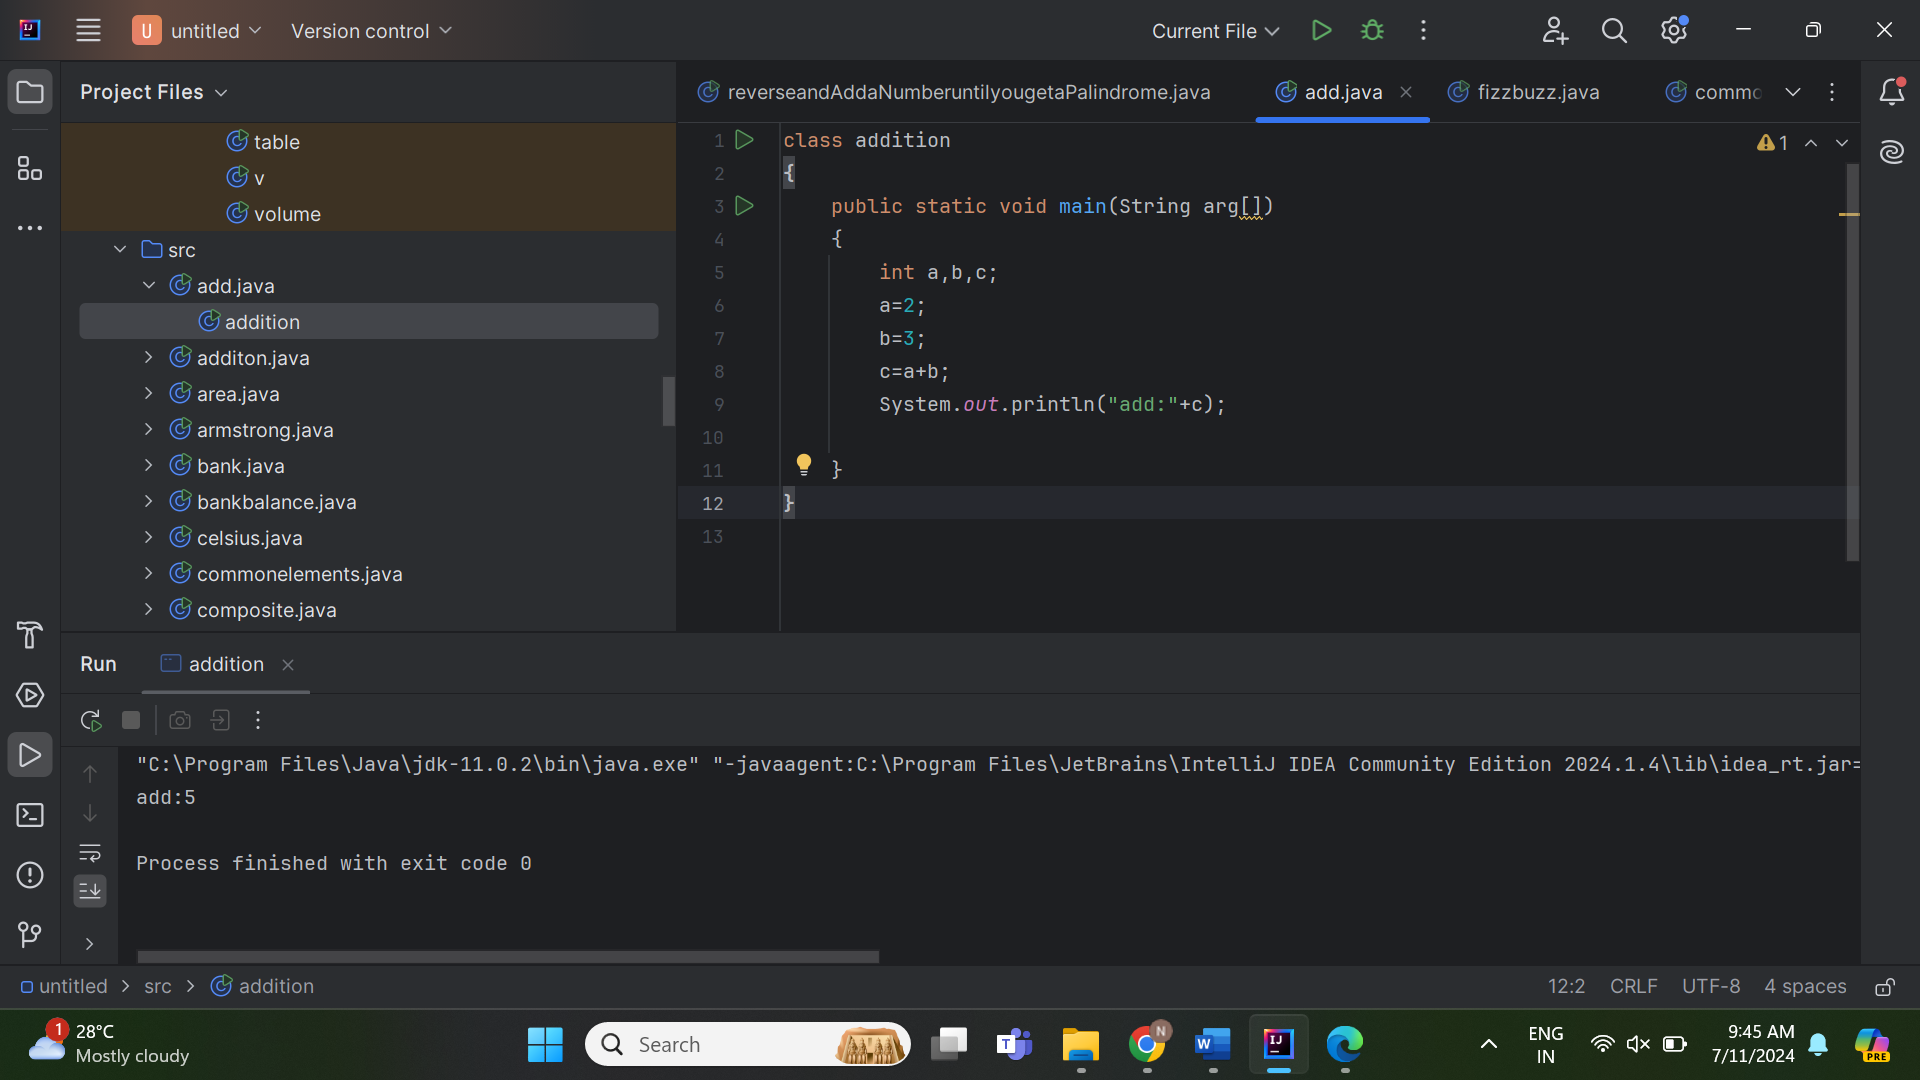 U untitled Version control Current File
Project Files
reverseandAddaNumberuntilyougetaPalindrome.java add.java fizzbuzz.java commo
table
v
volume
src
add.java
addition
additon.java
area.java
armstrong.java
bank.java
bankbalance.java
celsius.java
commonelements.java
composite.java
1 class addition
2 {
3 public static void main(String arg[])
4 {
5 int a,b,c;
6 a=2;
7 b=3;
8 c=a+b;
9 System.out.println("add:"+c);
10
11 }
12 }
13
1
Run addition
"C:\Program Files\Java\jdk-11.0.2\bin\java.exe" "-javaagent:C:\Program Files\JetBrains\IntelliJ IDEA Community Edition 2024.1.4\lib\idea_rt.jar=
add:5
Process finished with exit code 0
untitled > src > addition 12:2 CRLF UTF-8 4 spaces
1 28°C
Mostly cloudy
Search
N
ENG
IN
9:45 AM
7/11/2024
PRE